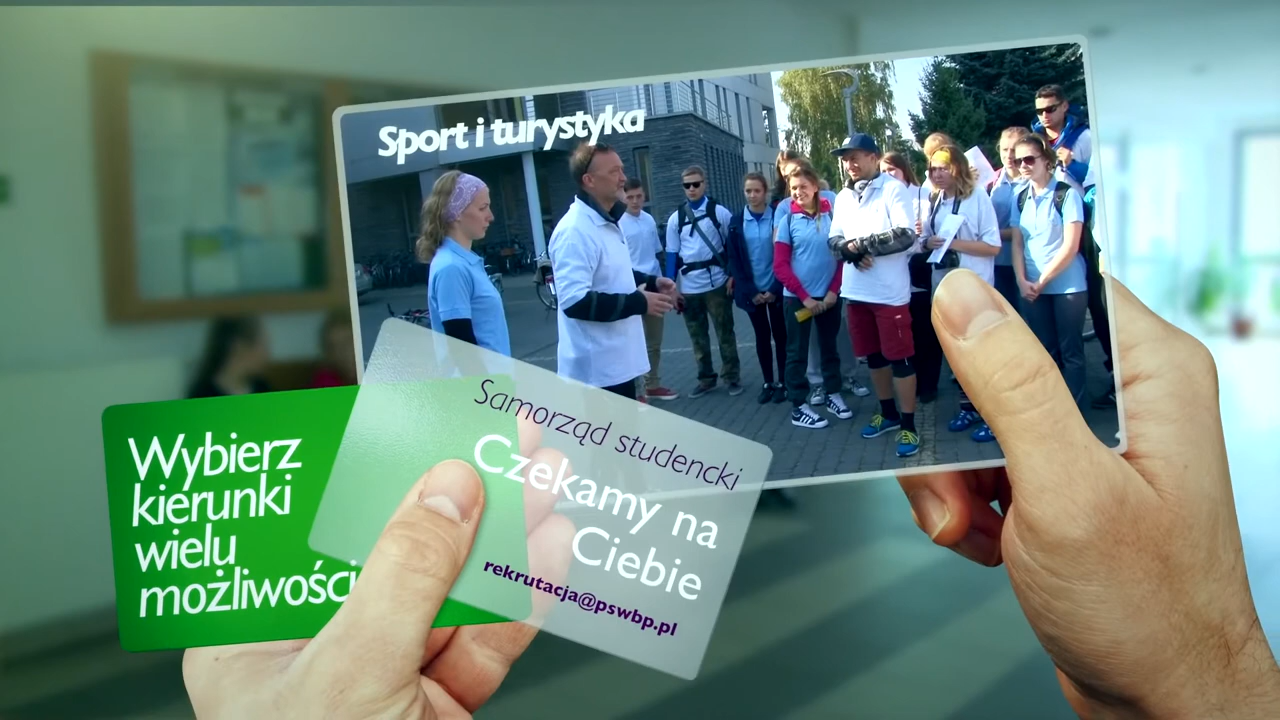 Sport i turystyka
Wybierz
kierunki
wielu
możliwości
Samorząd studencki
Czekamy na
Ciebie
rekrutacja@pswbp.pl